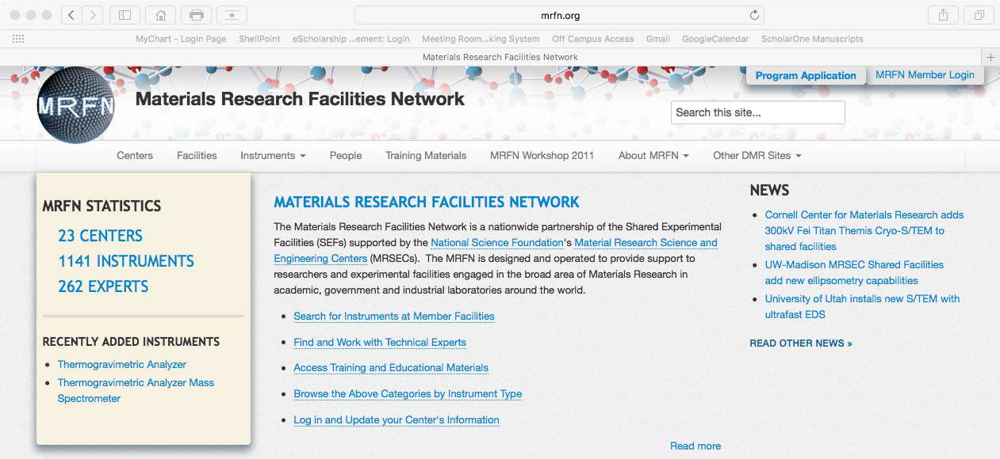 mrfn.org
MyChart - Login Page ShellPoint eScholarship ...ement: Login Meeting Room...king System Off Campus Access Gmail GoogleCalendar ScholarOne Manuscripts
Materials Research Facilities Network
Program Application MRFN Member Login
MRFN
Materials Research Facilities Network
Search this site...
Centers Facilities Instruments People Training Materials MRFN Workshop 2011 About MRFN Other DMR Sites
MRFN STATISTICS
23 CENTERS
1141 INSTRUMENTS
262 EXPERTS
RECENTLY ADDED INSTRUMENTS
Thermogravimetric Analyzer
Thermogravimetric Analyzer Mass
Spectrometer
MATERIALS RESEARCH FACILITIES NETWORK
The Materials Research Facilities Network is a nationwide partnership of the Shared Experimental
Facilities (SEFs) supported by the National Science Foundation's Material Research Science and
Engineering Centers (MRSECs). The MRFN is designed and operated to provide support to
researchers and experimental facilities engaged in the broad area of Materials Research in
academic, government and industrial laboratories around the world.
Search for Instruments at Member Facilities
Find and Work with Technical Experts
Access Training and Educational Materials
Browse the Above Categories by Instrument Type
Log in and Update your Center's Information
Read more
NEWS
Cornell Center for Materials Research adds
300kV Fei Titan Themis Cryo-S/TEM to
shared facilities
UW-Madison MRSEC Shared Facilities
add new ellipsometry capabilities
University of Utah installs new S/TEM with
ultrafast EDS
READ OTHER NEWS »